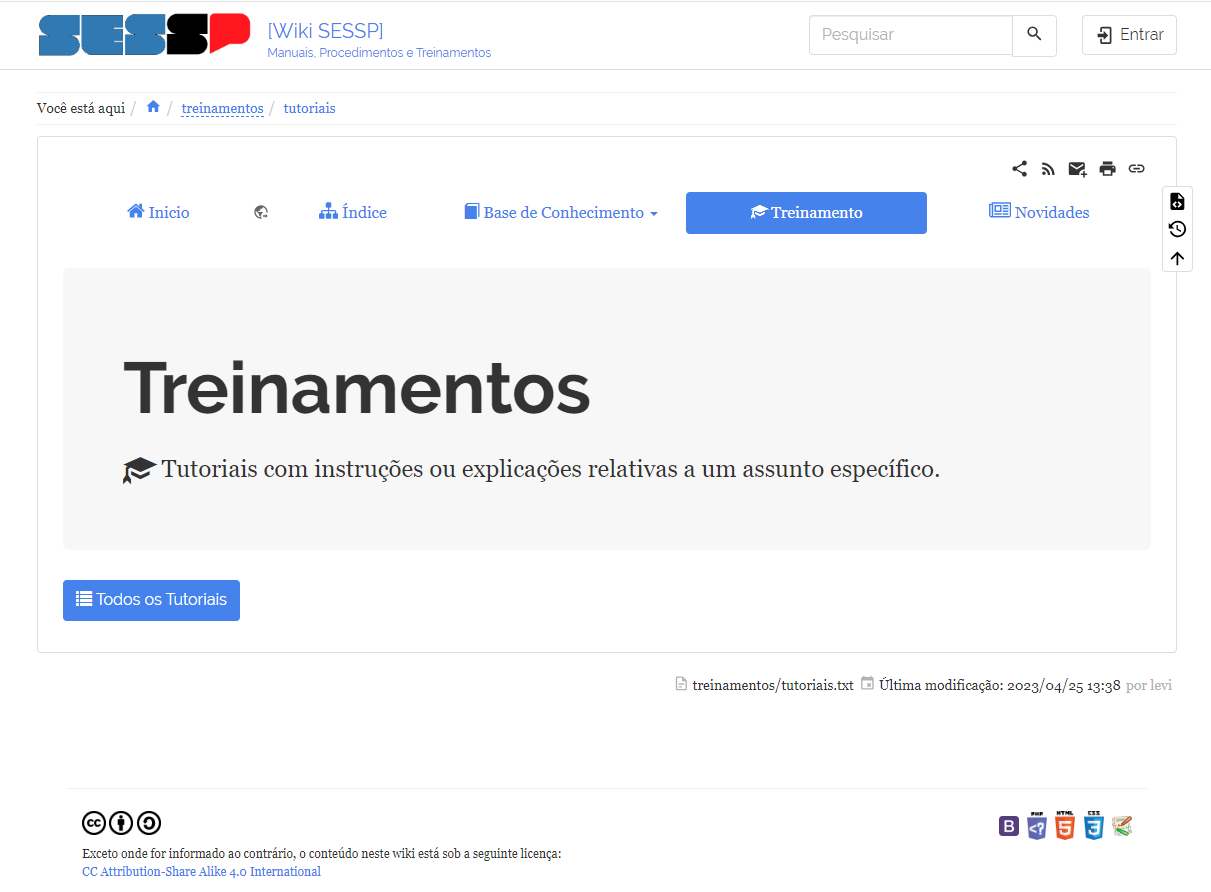 SESSP
[Wiki SESSP]
Manuais, Procedimentos e Treinamentos
Pesquisar
Entrar
Você está aqui / / treinamentos / tutoriais
Inicio
Índice
Base de Conhecimento
Treinamento
Novidades
Treinamentos
Tutoriais com instruções ou explicações relativas a um assunto específico.
Todos os Tutoriais
treinamentos/tutoriais.txt Última modificação: 2023/04/25 13:38 por levi
cc
B PHP <?> HTML 5 CSS 3
Exceto onde for informado ao contrário, o conteúdo neste wiki está sob a seguinte licença:
CC Attribution-Share Alike 4.0 International